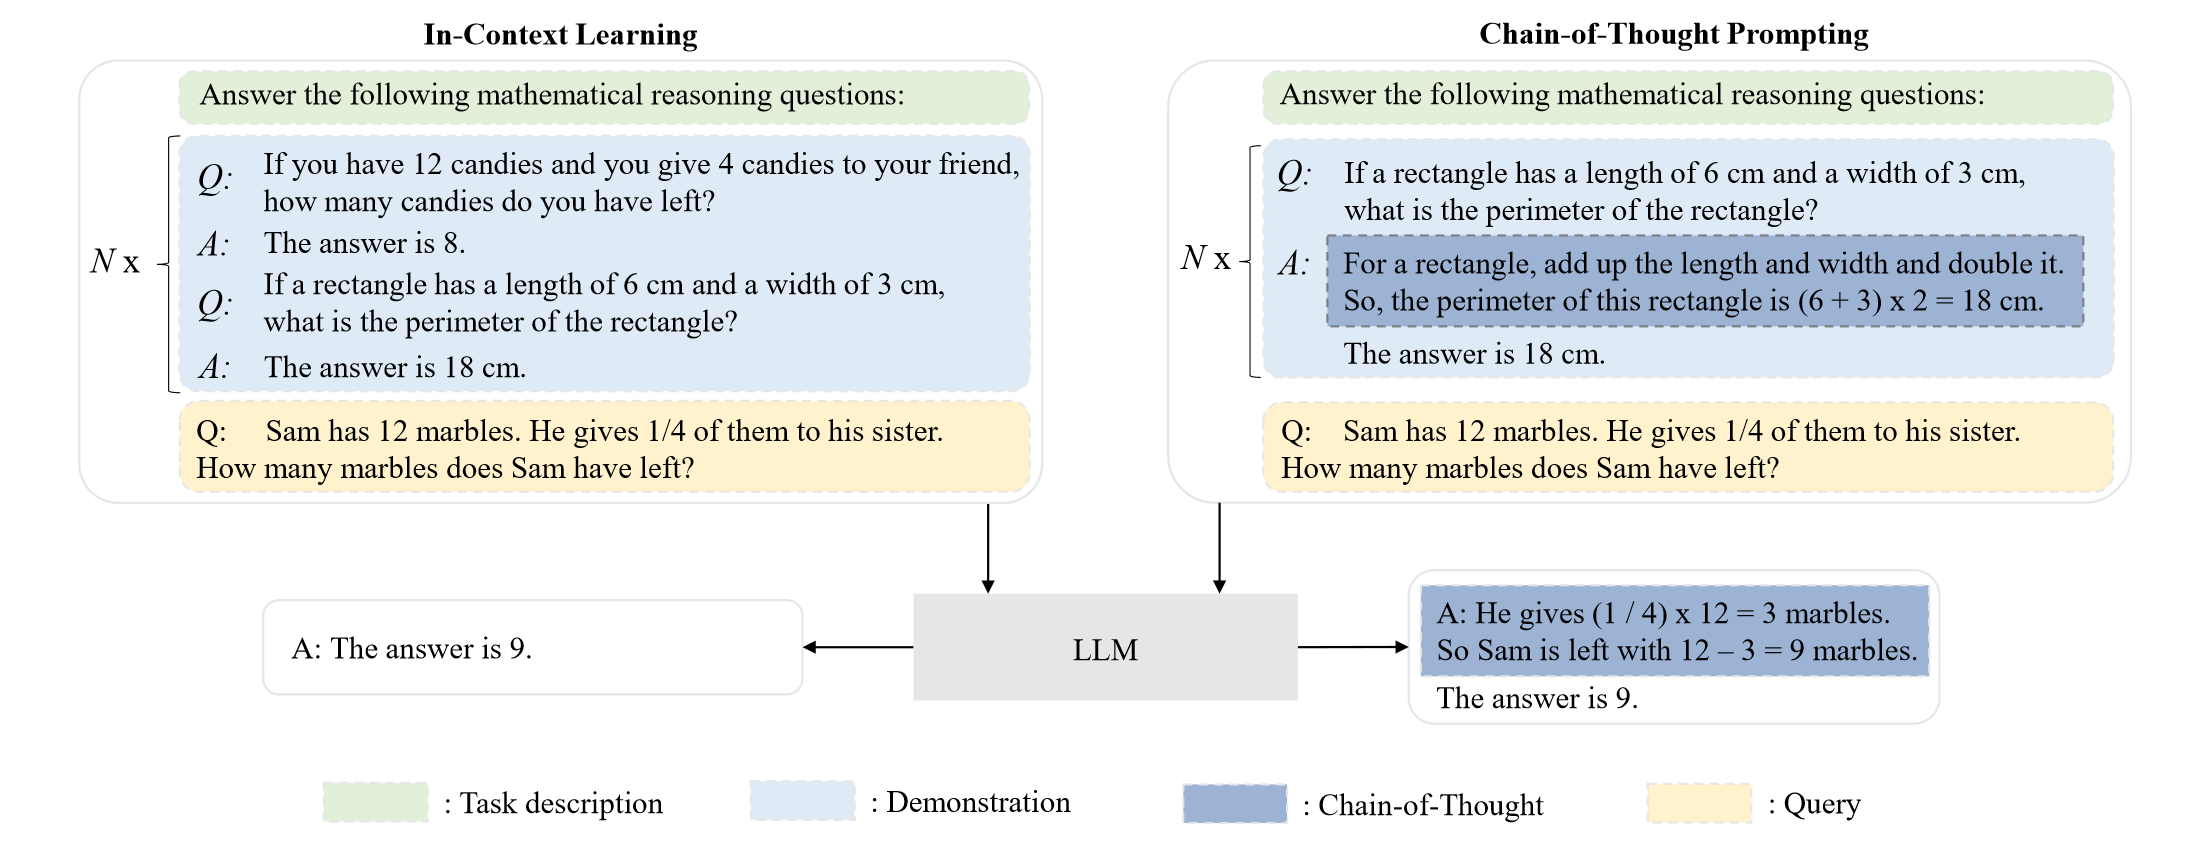 In-Context Learning
Answer the following mathematical reasoning questions:
N x
Q: If you have 12 candies and you give 4 candies to your friend,
how many candies do you have left?
A: The answer is 8.
Q: If a rectangle has a length of 6 cm and a width of 3 cm,
what is the perimeter of the rectangle?
A: The answer is 18 cm.
Q: Sam has 12 marbles. He gives 1/4 of them to his sister.
How many marbles does Sam have left?
Chain-of-Thought Prompting
Answer the following mathematical reasoning questions:
N x
Q: If a rectangle has a length of 6 cm and a width of 3 cm,
what is the perimeter of the rectangle?
A: For a rectangle, add up the length and width and double it.
So, the perimeter of this rectangle is (6 + 3) x 2 = 18 cm.
The answer is 18 cm.
Q: Sam has 12 marbles. He gives 1/4 of them to his sister.
How many marbles does Sam have left?
A: The answer is 9.
LLM
A: He gives (1 / 4) x 12 = 3 marbles.
So Sam is left with 12 – 3 = 9 marbles.
The answer is 9.
: Task description
: Demonstration
: Chain-of-Thought
: Query